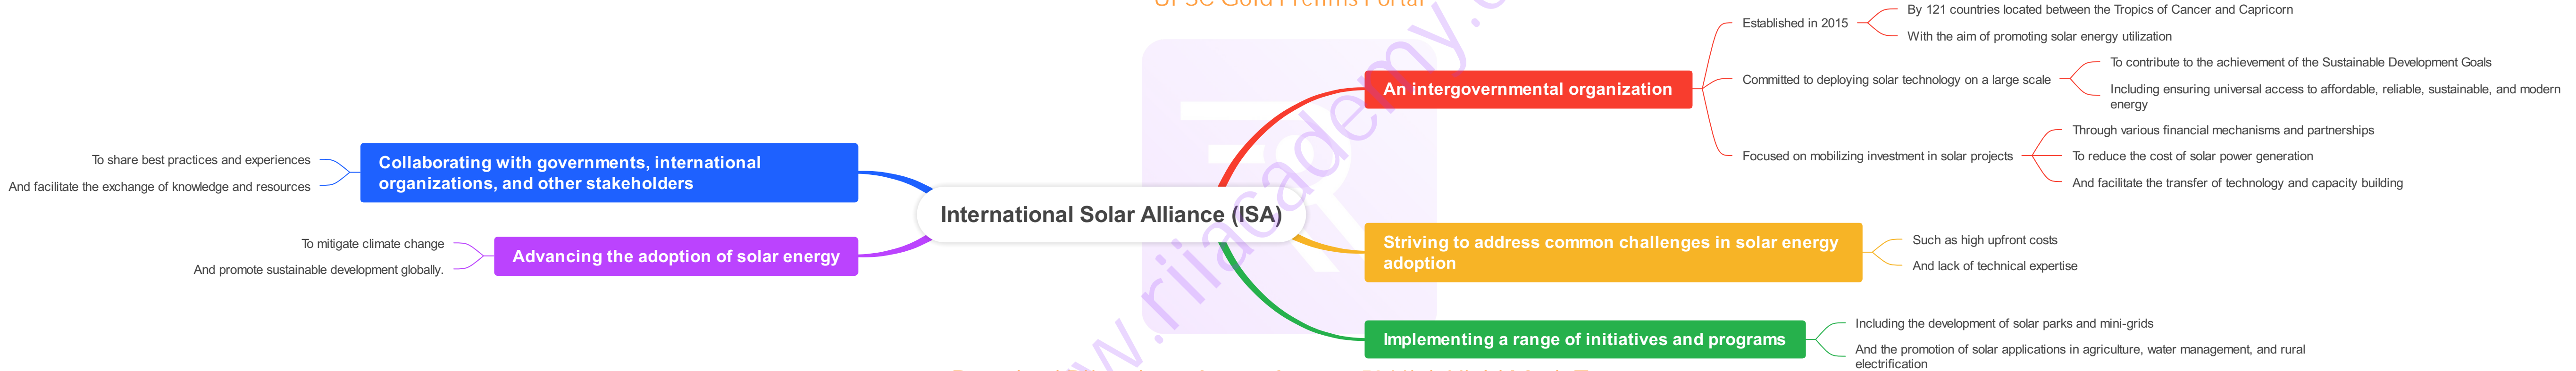 UPSC Gold Prelims Portal
International Solar Alliance (ISA)
An intergovernmental organization
Established in 2015
By 121 countries located between the Tropics of Cancer and Capricorn
With the aim of promoting solar energy utilization
Committed to deploying solar technology on a large scale
To contribute to the achievement of the Sustainable Development Goals
Including ensuring universal access to affordable, reliable, sustainable, and modern
energy
Focused on mobilizing investment in solar projects
Through various financial mechanisms and partnerships
To reduce the cost of solar power generation
And facilitate the transfer of technology and capacity building
Striving to address common challenges in solar energy
adoption
Such as high upfront costs
And lack of technical expertise
Implementing a range of initiatives and programs
Including the development of solar parks and mini-grids
And the promotion of solar applications in agriculture, water management, and rural
electrification
Collaborating with governments, international
organizations, and other stakeholders
To share best practices and experiences
And facilitate the exchange of knowledge and resources
Advancing the adoption of solar energy
To mitigate climate change
And promote sustainable development globally.